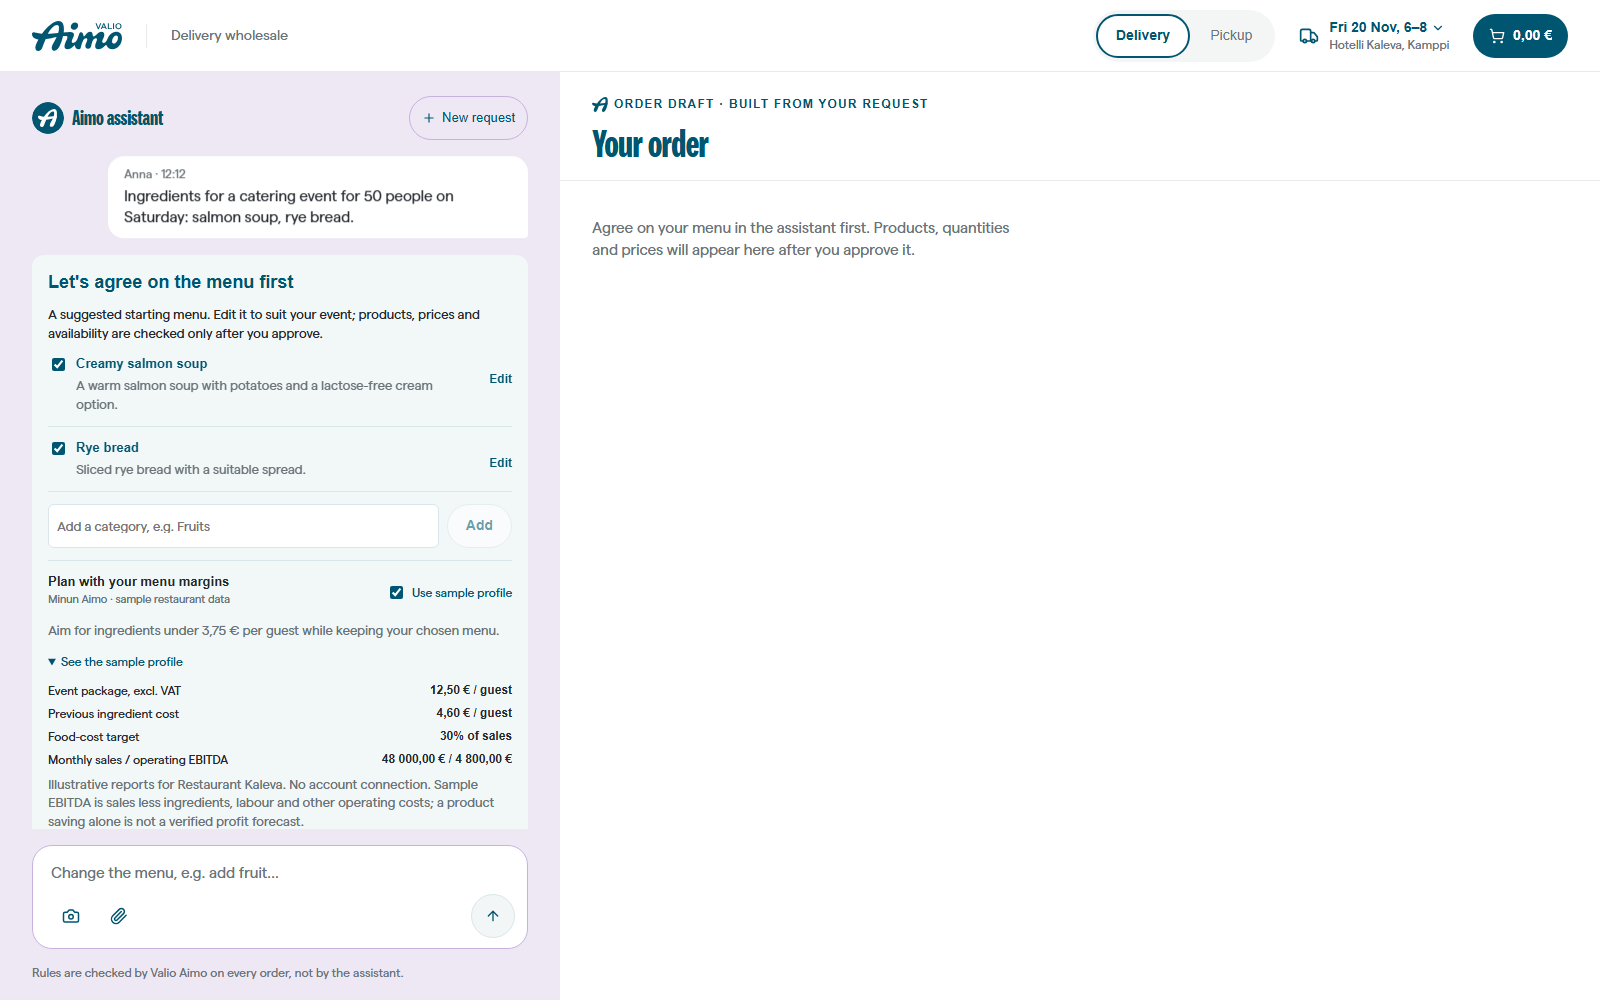 VALIO
Aimo
Delivery wholesale
Delivery
Pickup
Fri 20 Nov, 6–8
Hotelli Kaleva, Kamppi
0,00 €
Aimo assistant
New request
Anna · 12:12
Ingredients for a catering event for 50 people on
Saturday: salmon soup, rye bread.
Let's agree on the menu first
A suggested starting menu. Edit it to suit your event; products, prices and
availability are checked only after you approve.
Creamy salmon soup
A warm salmon soup with potatoes and a lactose-free cream
option.
Edit
Rye bread
Sliced rye bread with a suitable spread.
Edit
Add a category, e.g. Fruits
Add
Plan with your menu margins
Minun Aimo · sample restaurant data
Use sample profile
Aim for ingredients under 3,75 € per guest while keeping your chosen menu.
▼ See the sample profile
Event package, excl. VAT 12,50 € / guest
Previous ingredient cost 4,60 € / guest
Food-cost target 30% of sales
Monthly sales / operating EBITDA 48 000,00 € / 4 800,00 €
Illustrative reports for Restaurant Kaleva. No account connection. Sample
EBITDA is sales less ingredients, labour and other operating costs; a product
saving alone is not a verified profit forecast.
Change the menu, e.g. add fruit...
Rules are checked by Valio Aimo on every order, not by the assistant.
ORDER DRAFT · BUILT FROM YOUR REQUEST
Your order
Agree on your menu in the assistant first. Products, quantities
and prices will appear here after you approve it.